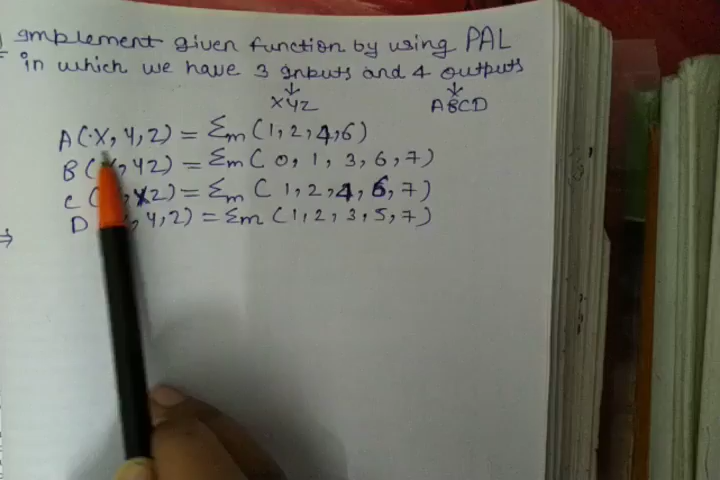 Implement given function by using PAL
in which we have 3 inputs and 4 outputs
XYZ ABCD
A(X, Y, Z) = Σm (1, 2, 4, 6)
B( , YZ) = Σm ( 0, 1, 3, 6, 7)
C( YZ) = Σm ( 1, 2, 4, 6, 7)
D , Y, Z) = Σm (1, 2, 3, 5, 7)
⇒